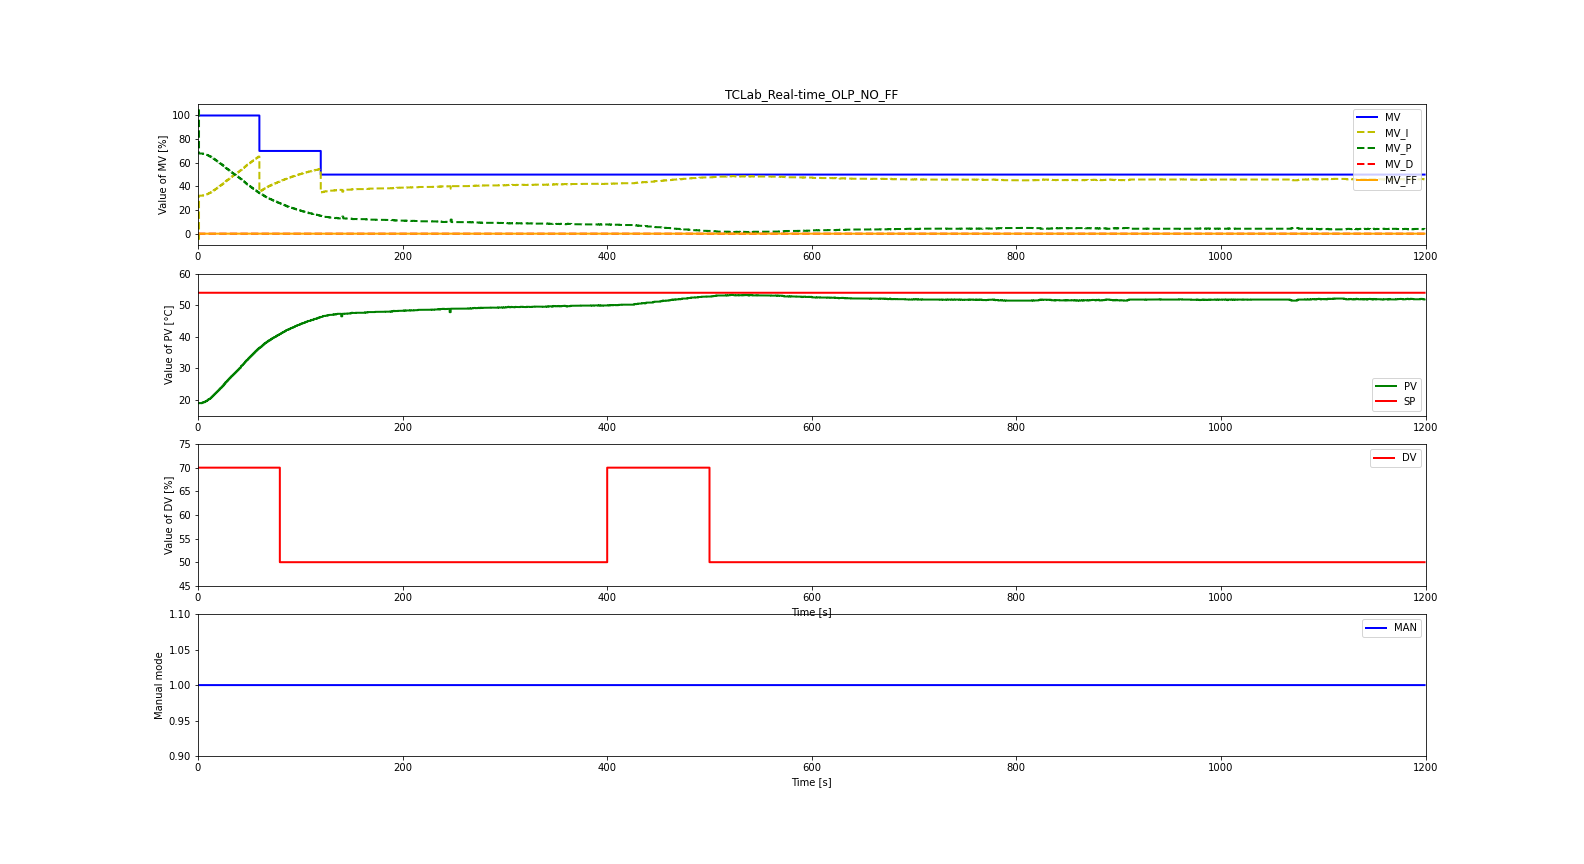 TCLab_Real-time_OLP_NO_FF
Value of MV [%]
100
80
60
40
20
0
MV
MV_I
MV_P
MV_D
MV_FF
0 200 400 600 800 1000 1200
Value of PV [°C]
60
50
40
30
20
PV
SP
0 200 400 600 800 1000 1200
Value of DV [%]
75
70
65
60
55
50
45
DV
0 200 400 600 800 1000 1200
Time [s]
Manual mode
1.10
1.05
1.00
0.95
0.90
MAN
0 200 400 600 800 1000 1200
Time [s]